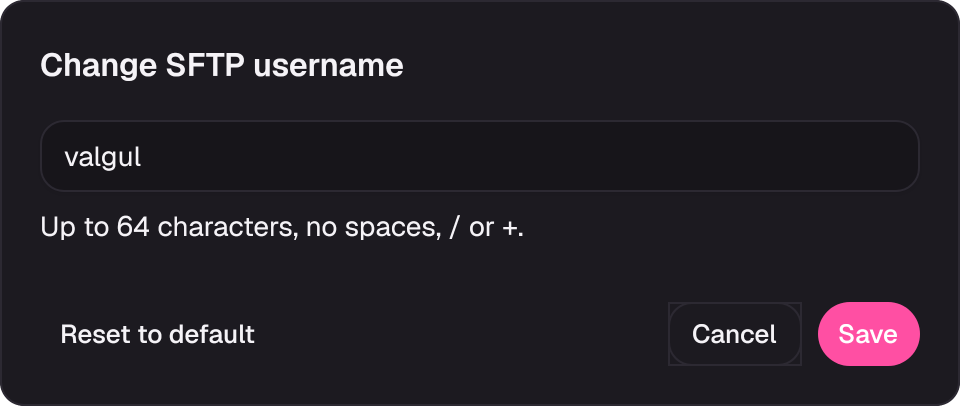 Change SFTP username
valgul
Up to 64 characters, no spaces, / or +.
Reset to default
Cancel
Save